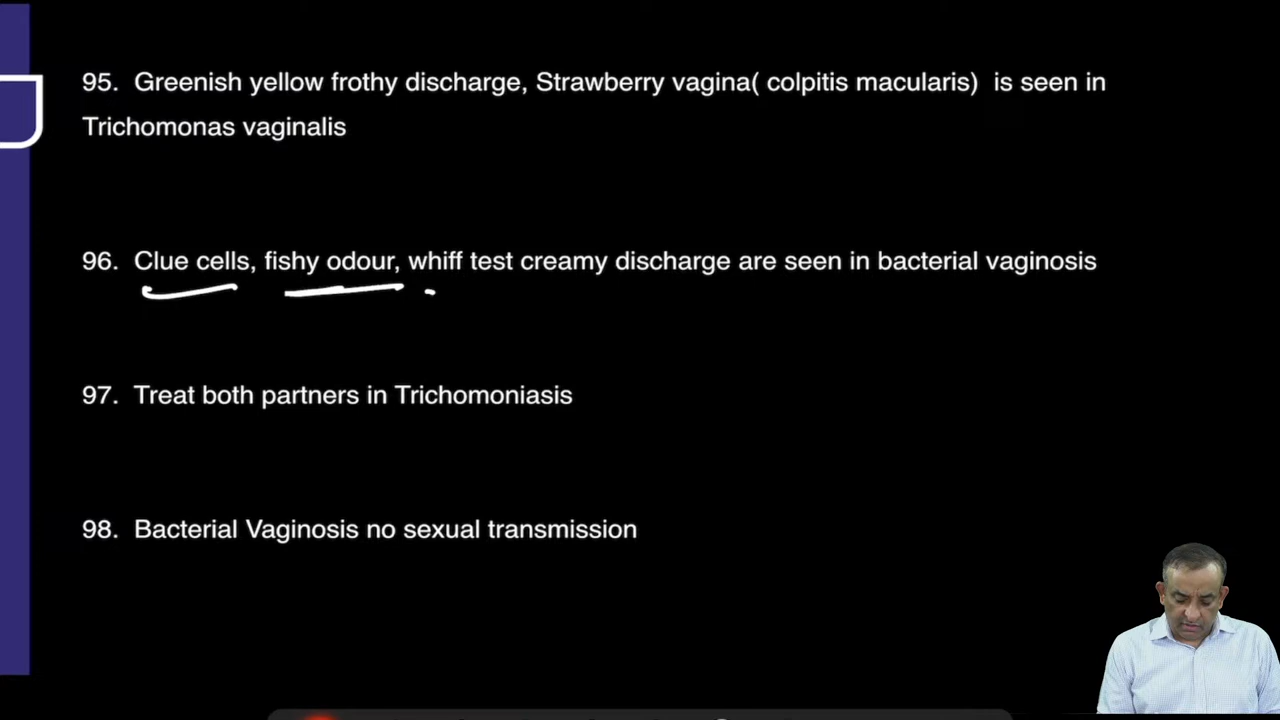 95. Greenish yellow frothy discharge, Strawberry vagina( colpitis macularis) is seen in
Trichomonas vaginalis
96. Clue cells, fishy odour, whiff test creamy discharge are seen in bacterial vaginosis
97. Treat both partners in Trichomoniasis
98. Bacterial Vaginosis no sexual transmission